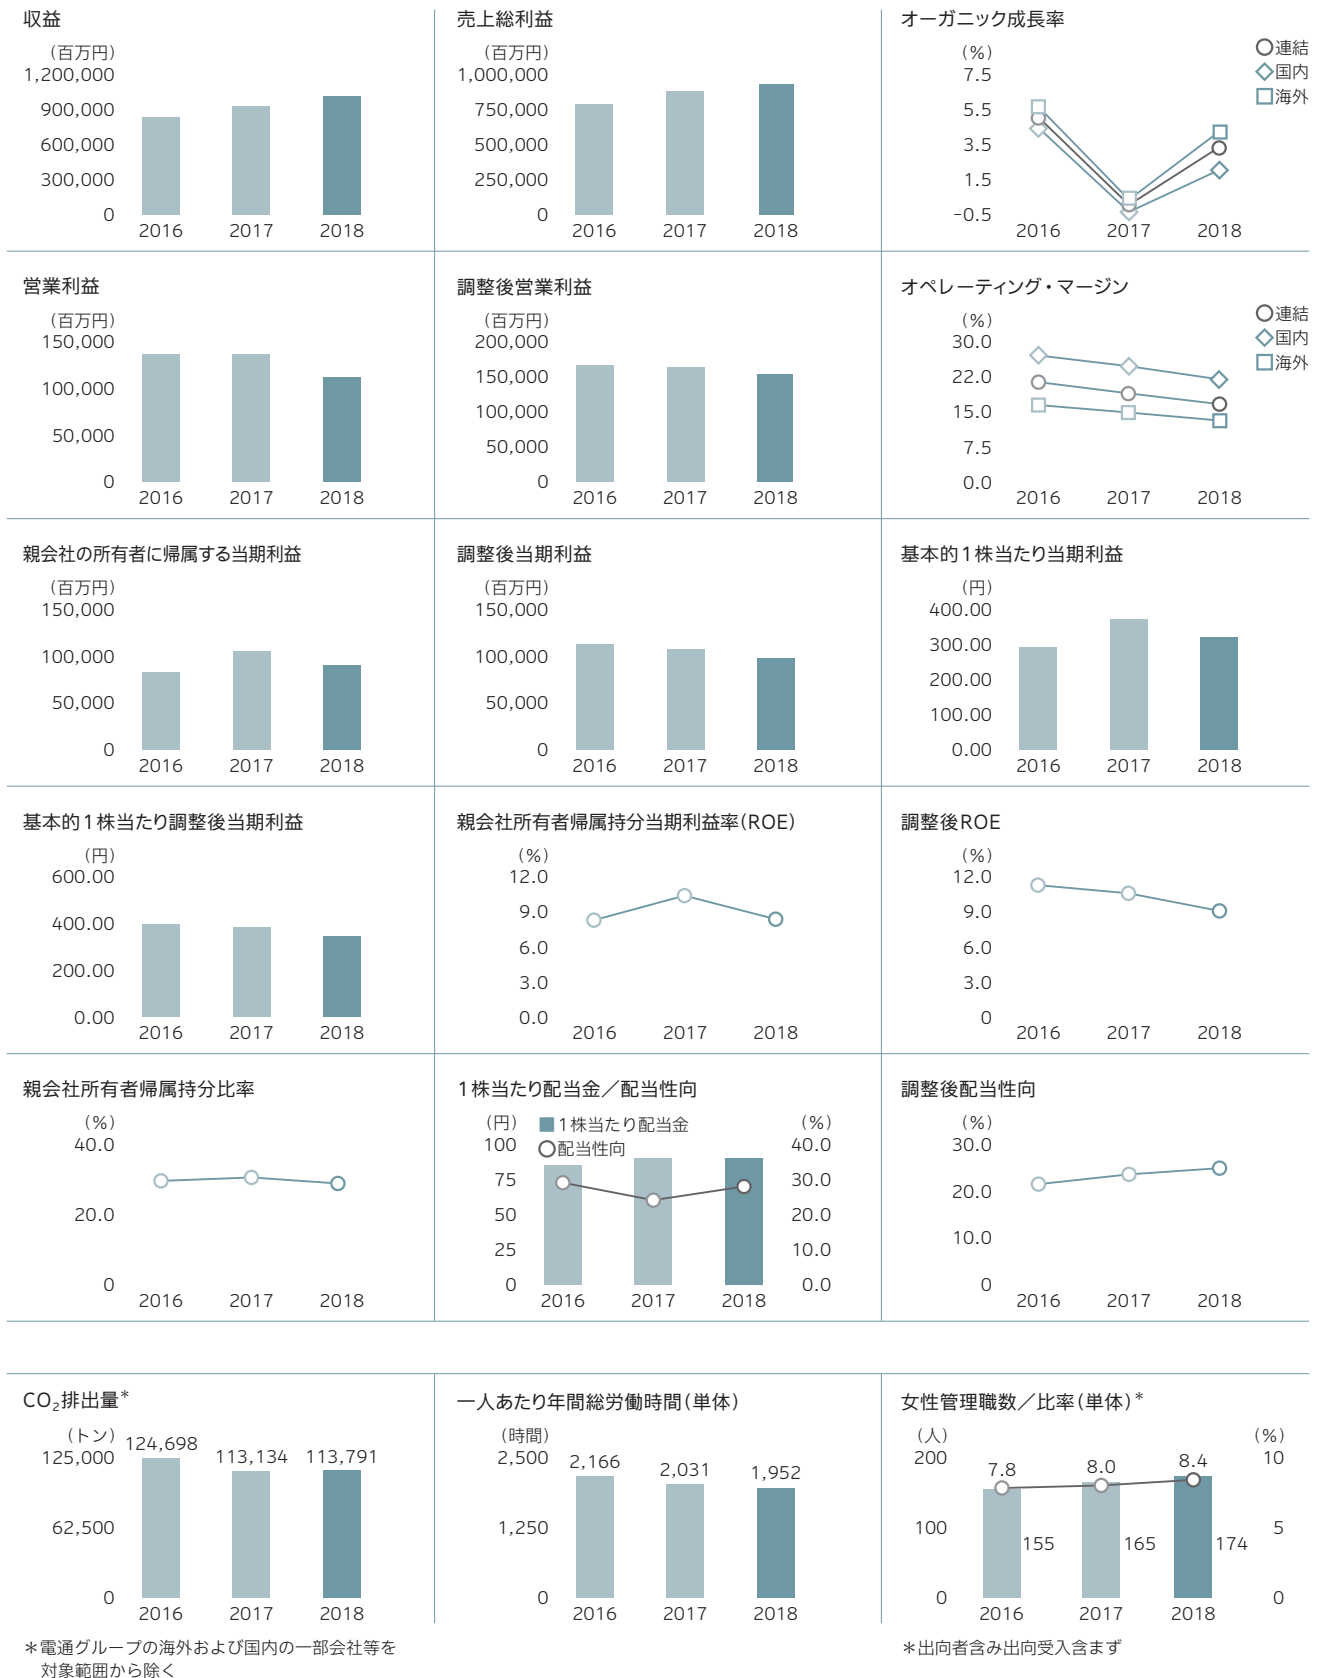 収益
(百万円)
1,200,000
900,000
600,000
300,000
0
2016 2017 2018
売上総利益
(百万円)
1,000,000
750,000
500,000
250,000
0
2016 2017 2018
オーガニック成長率
(%)
連結
国内
海外
7.5
5.5
3.5
1.5
-0.5
2016 2017 2018
営業利益
(百万円)
150,000
100,000
50,000
0
2016 2017 2018
調整後営業利益
(百万円)
200,000
150,000
100,000
50,000
0
2016 2017 2018
オペレーティング・マージン
(%)
連結
国内
海外
30.0
22.0
15.0
7.5
0.0
2016 2017 2018
親会社の所有者に帰属する当期利益
(百万円)
150,000
100,000
50,000
0
2016 2017 2018
調整後当期利益
(百万円)
150,000
100,000
50,000
0
2016 2017 2018
基本的1株当たり当期利益
(円)
400.00
300.00
200.00
100.00
0.00
2016 2017 2018
基本的1株当たり調整後当期利益
(円)
600.00
400.00
200.00
0.00
2016 2017 2018
親会社所有者帰属持分当期利益率(ROE)
(%)
12.0
9.0
6.0
3.0
0.0
2016 2017 2018
調整後ROE
(%)
12.0
9.0
6.0
3.0
0
2016 2017 2018
親会社所有者帰属持分比率
(%)
40.0
20.0
0
2016 2017 2018
1株当たり配当金/配当性向
(円) 1株当たり配当金 (%)
配当性向
100 40.0
75 30.0
50 20.0
25 10.0
0 0.0
2016 2017 2018
調整後配当性向
(%)
30.0
20.0
10.0
0
2016 2017 2018
CO₂排出量*
(トン)
125,000
62,500
0
124,698 113,134 113,791
2016 2017 2018
*電通グループの海外および国内の一部会社等を
対象範囲から除く
一人あたり年間総労働時間(単体)
(時間)
2,500
1,250
0
2,166 2,031 1,952
2016 2017 2018
女性管理職数/比率(単体)*
(人) (%)
200 10
100 5
0 0
7.8 8.0 8.4
155 165 174
2016 2017 2018
*出向者含み出向受入含まず